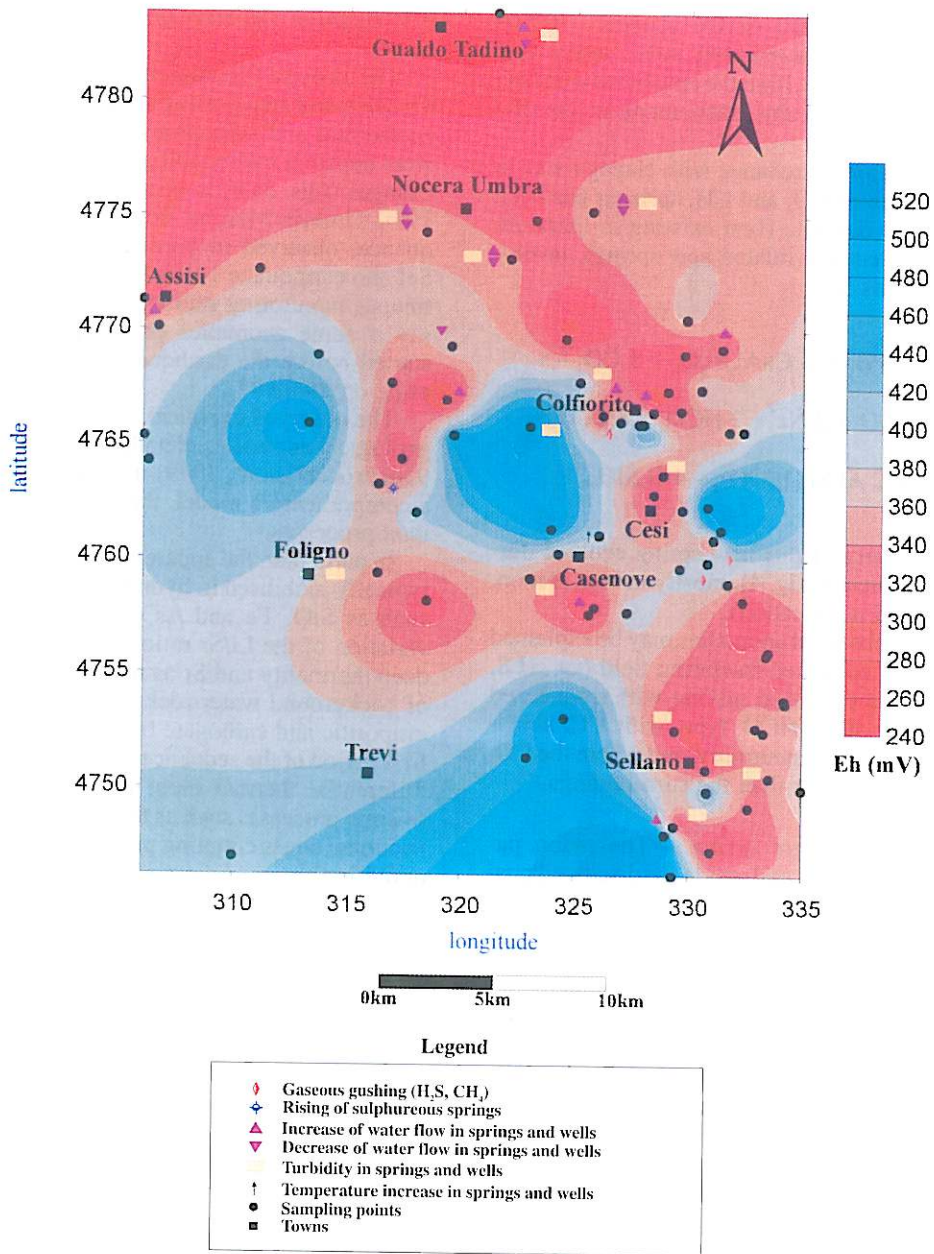 Gualdo Tadino
N
4780
520
Nocera Umbra
4775
500
480
Assisi
460
4770
440
420
Colfiorito
400
4765
380
latitude
360
Cesi
340
Foligno
4760
Casenove
320
300
280
4755
260
240
Trevi
Sellano
Eh (mV)
4750
310
315
320
325
330
335
longitude
0km
5km
10km
Legend
Gaseous gushing (H₂S, CH₄)
Rising of sulphureous springs
Increase of water flow in springs and wells
Decrease of water flow in springs and wells
Turbidity in springs and wells
Temperature increase in springs and wells
Sampling points
Towns